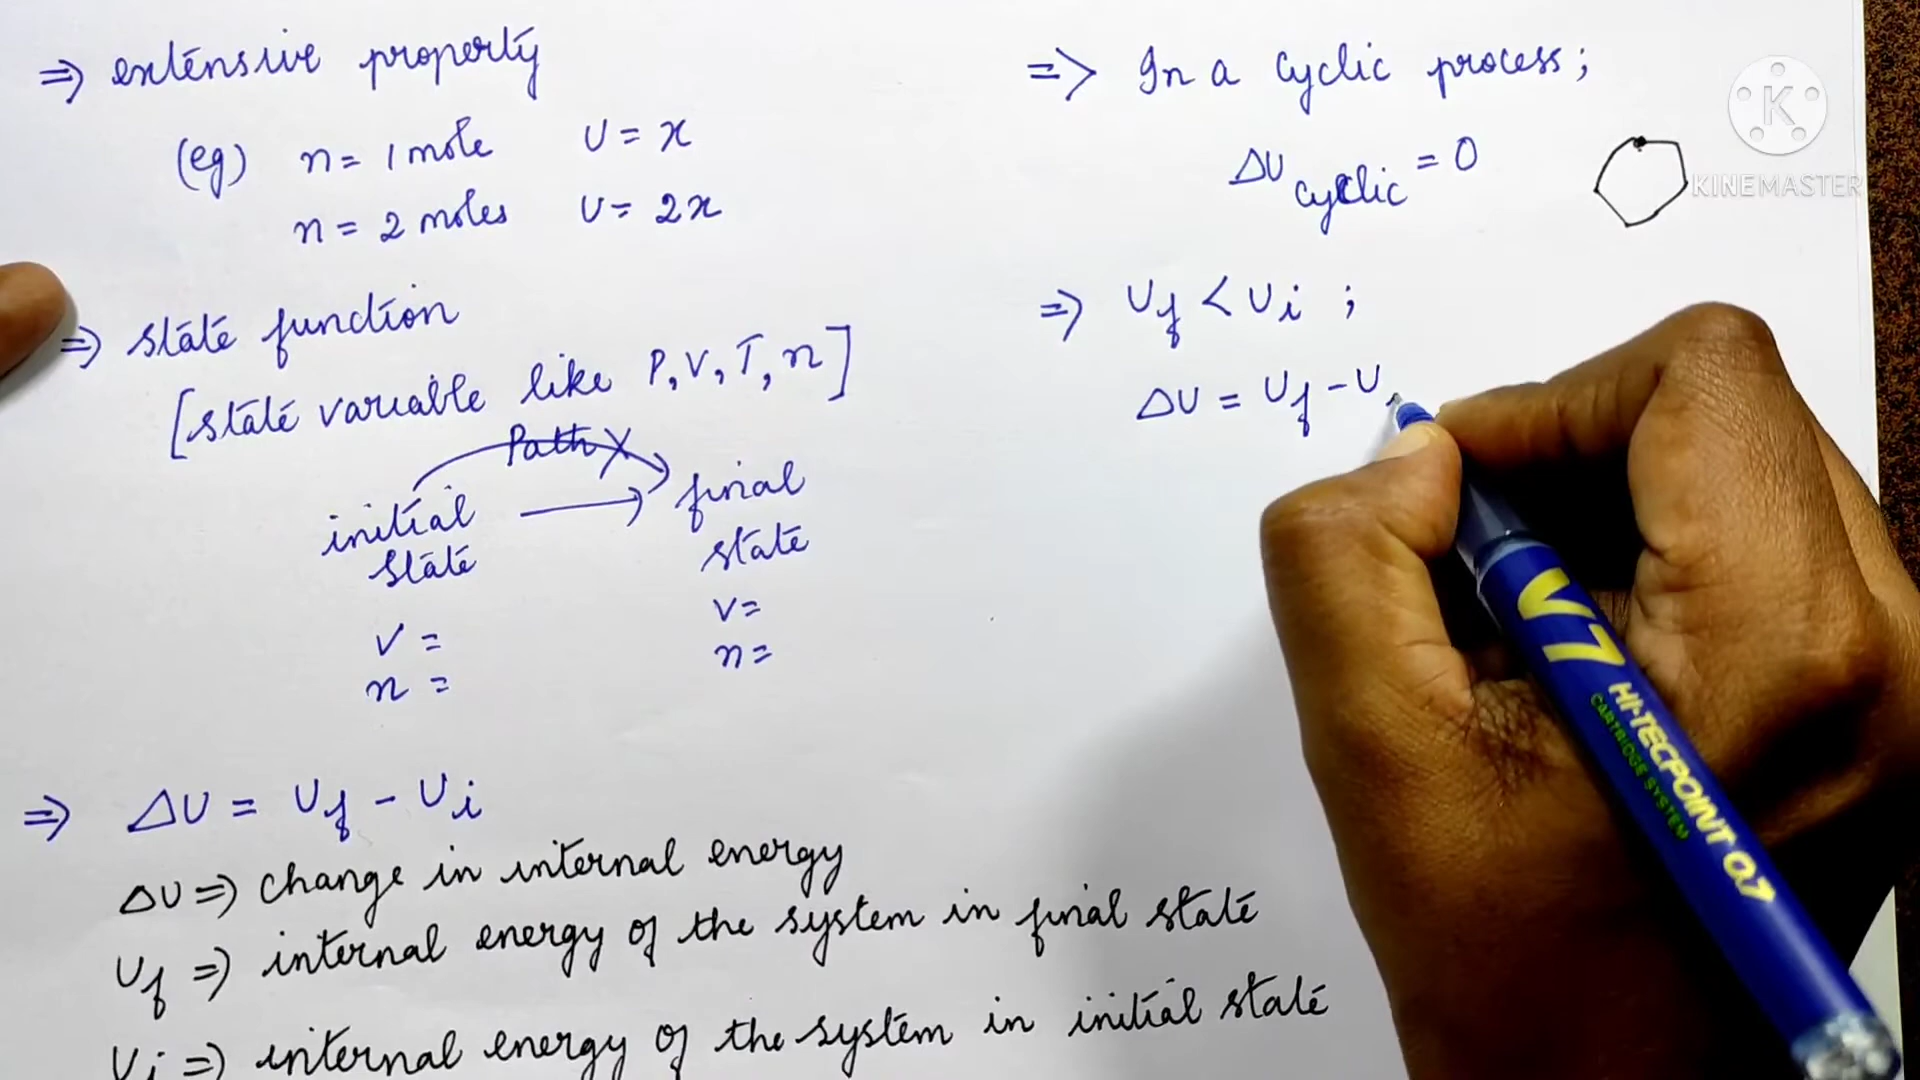 ⇒ extensive property
(eg) n = 1 mole U = x
n = 2 moles U = 2x
⇒ state function
[state variable like P, V, T, n]
Path X
initial state → final state
V = V =
n = n =
⇒ ΔU = Uf - Ui
ΔU ⇒ change in internal energy
Uf ⇒ internal energy of the system in final state
Ui ⇒ internal energy of the system in initial state
⇒ In a cyclic process;
ΔU cyclic = 0
⇒ Uf < Ui ;
ΔU = Uf - U
K
KINEMASTER
V7
HI-TECPOINT 0.7
CARTRIDGE SYSTEM